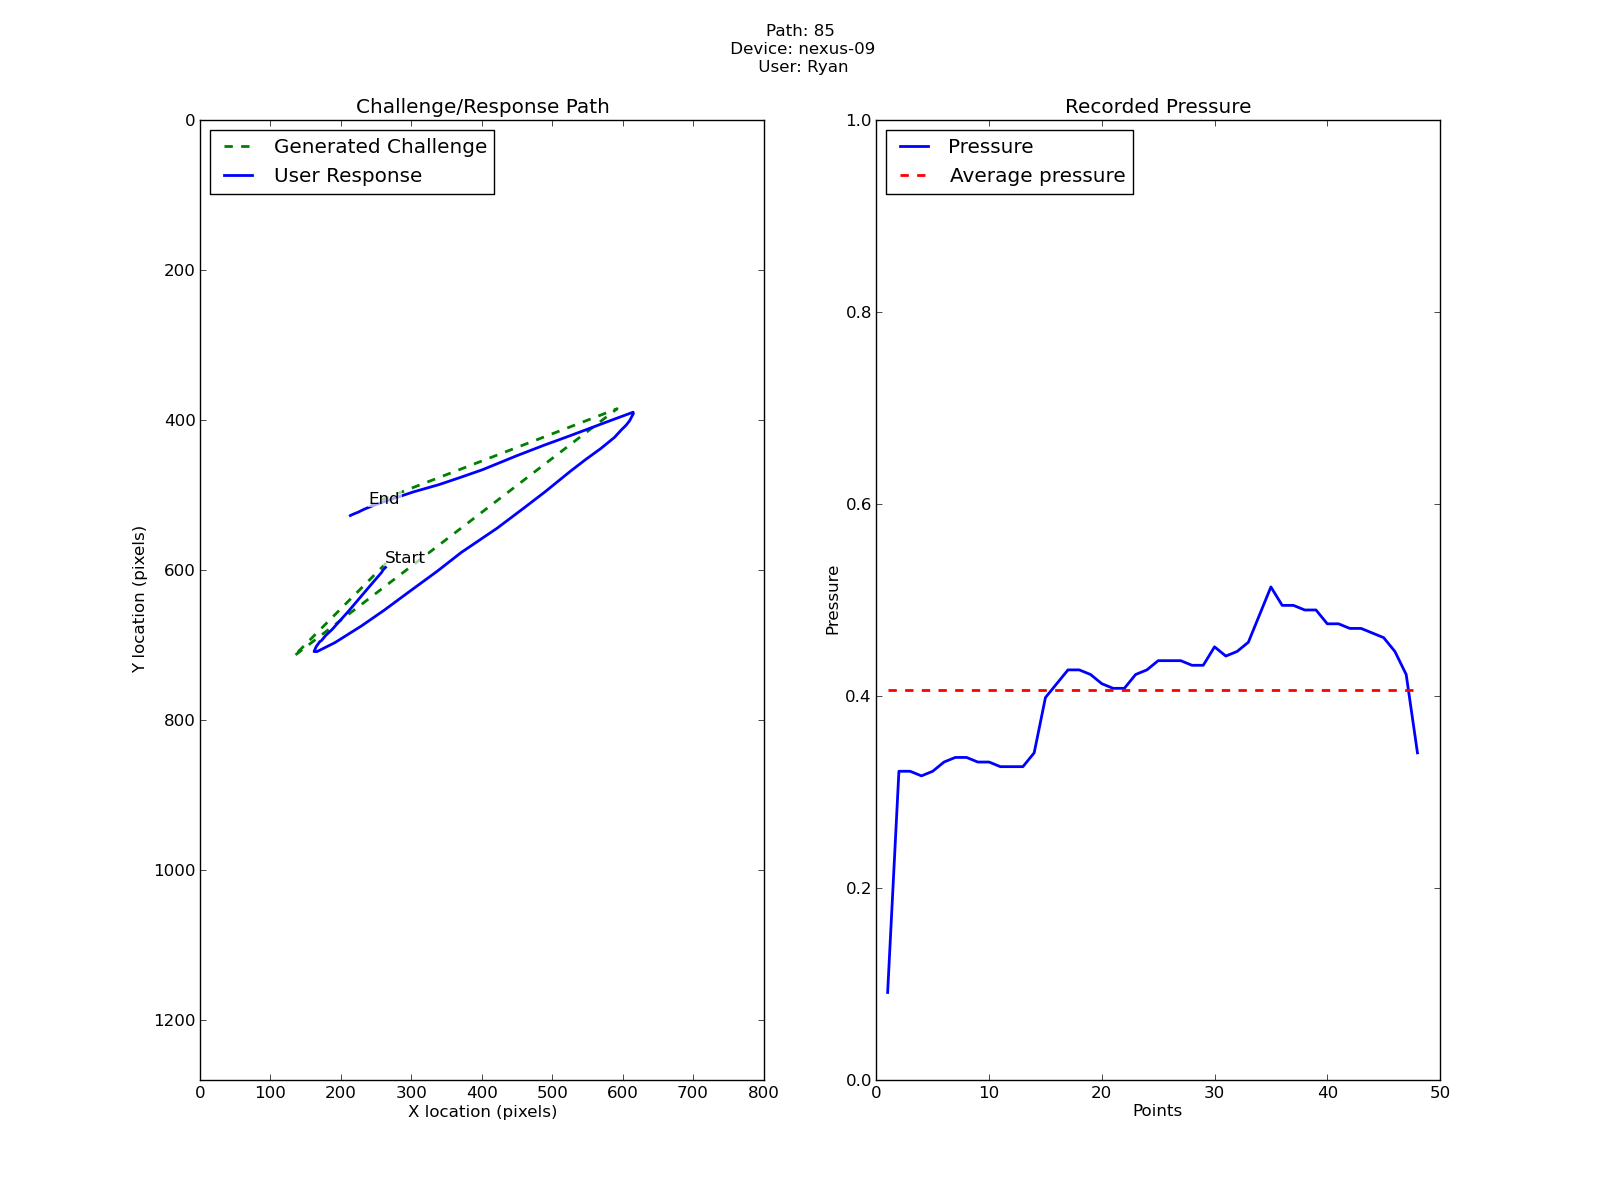 Path: 85
Device: nexus-09
User: Ryan
Challenge/Response Path
Generated Challenge
User Response
0
200
400
600
800
1000
1200
Y location (pixels)
End
Start
0 100 200 300 400 500 600 700 800
X location (pixels)
Recorded Pressure
Pressure
Average pressure
1.0
0.8
0.6
0.4
0.2
0.0
Pressure
0 10 20 30 40 50
Points